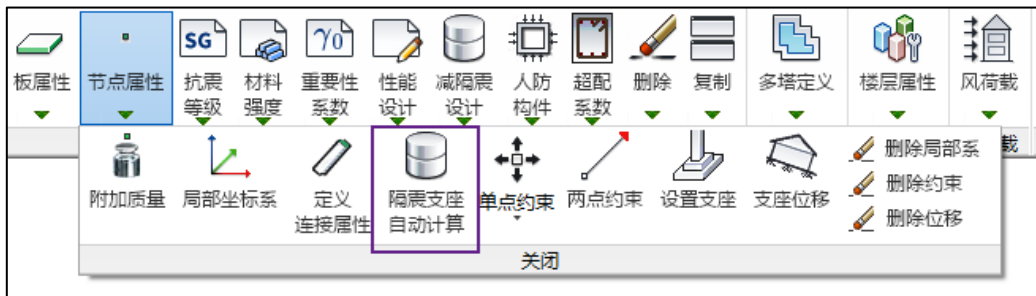 SG
γ0
板属性 节点属性 抗震 材料 重要性 性能 减隔震 人防 超配 删除 复制 多塔定义 楼层属性 风荷载
等级 强度 系数 设计 设计 构件 系数
载
附加质量 局部坐标系 定义 隔震支座 单点约束 两点约束 设置支座 支座位移 删除局部系
连接属性 自动计算 删除约束
删除位移
关闭